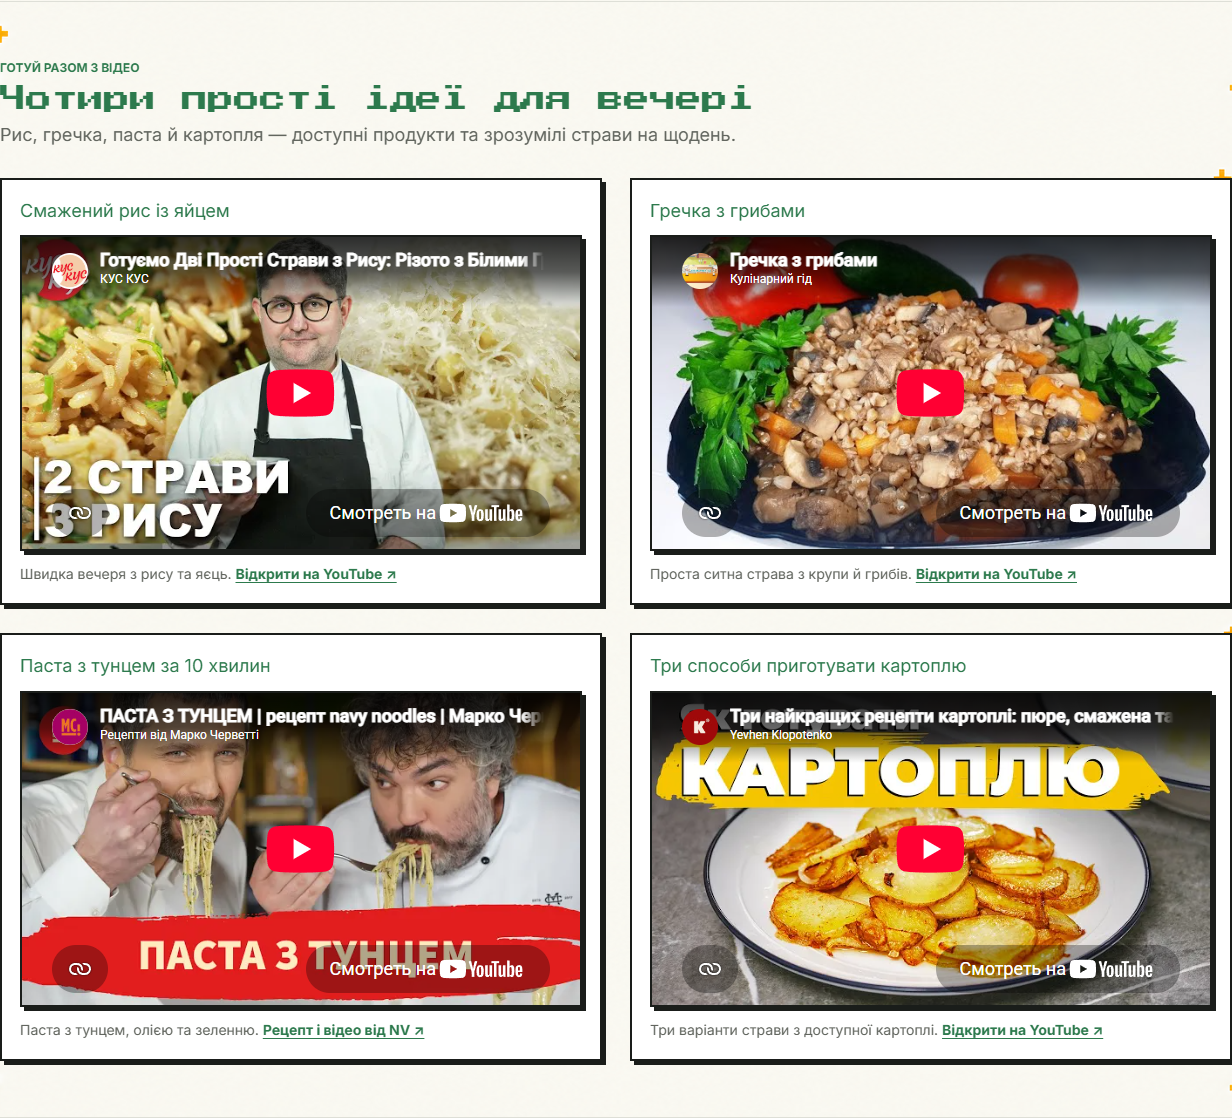 ГОТУЙ РАЗОМ З ВІДЕО
Чотири прості ідеї для вечері
Рис, гречка, паста й картопля — доступні продукти та зрозумілі страви на щодень.
Смажений рис із яйцем
Готуємо Дві Прості Страви з Рису: Різото з Білими
КУС КУС
кус кус
2 СТРАВИ
З РИСУ
Смотреть на YouTube
Швидка вечеря з рису та яєць. Відкрити на YouTube ↗
Гречка з грибами
Гречка з грибами
Кулінарний гід
Смотреть на YouTube
Проста ситна страва з крупи й грибів. Відкрити на YouTube ↗
Паста з тунцем за 10 хвилин
ПАСТА З ТУНЦЕМ | рецепт navy noodles | Марко Чер
Рецепти від Марко Черветті
ПАСТА З ТУНЦЕМ
Смотреть на YouTube
Паста з тунцем, олією та зеленню. Рецепт і відео від NV ↗
Три способи приготувати картоплю
Три найкращих рецепти картоплі: пюре, смажена та
Yevhen Klopotenko
Як готувати
КАРТОПЛЮ
Смотреть на YouTube
Три варіанти страви з доступної картоплі. Відкрити на YouTube ↗